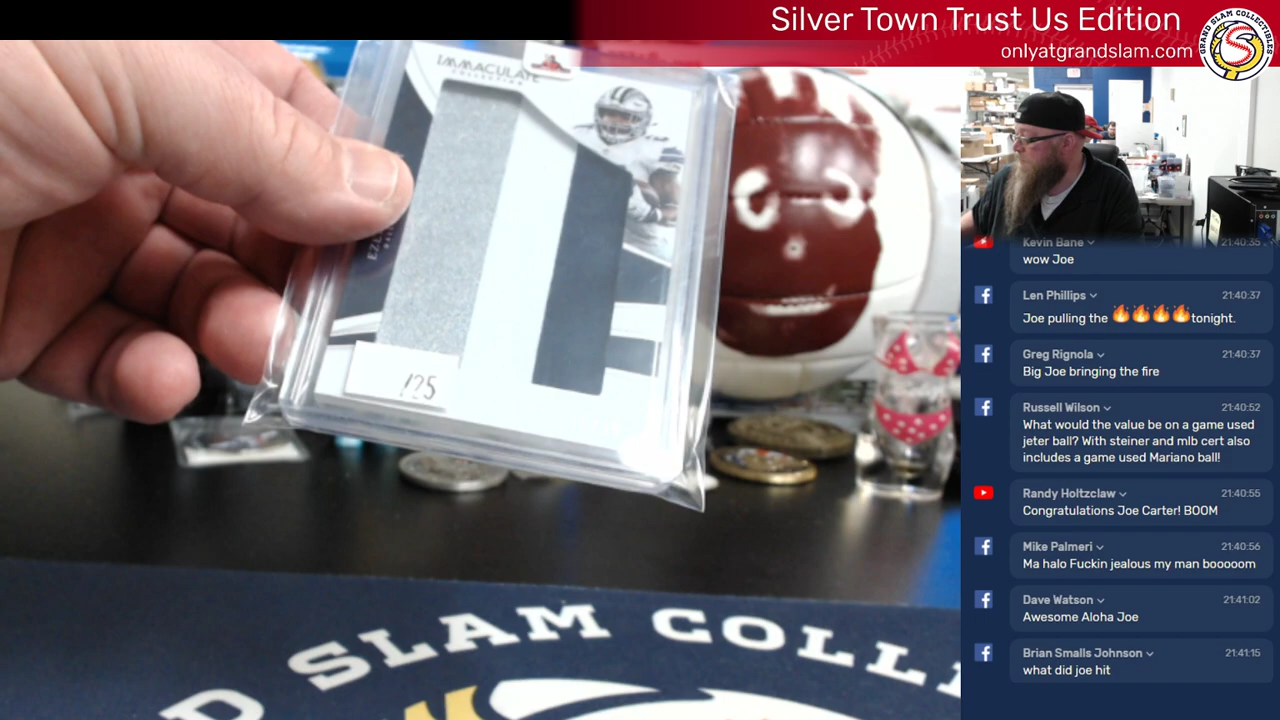 Silver Town Trust Us Edition
onlyatgrandslam.com
GRAND SLAM COLLECTIBLES
IMMACULATE
COLLECTION
/25
SLAM COLL
Kevin Bane 21:40:35
wow Joe
Len Phillips 21:40:37
Joe pulling the 🔥🔥🔥🔥tonight.
Greg Rignola 21:40:37
Big Joe bringing the fire
Russell Wilson 21:40:52
What would the value be on a game used
jeter ball? With steiner and mlb cert also
includes a game used Mariano ball!
Randy Holtzclaw 21:40:55
Congratulations Joe Carter! BOOM
Mike Palmeri 21:40:56
Ma halo Fuckin jealous my man booooom
Dave Watson 21:41:02
Awesome Aloha Joe
Brian Smalls Johnson 21:41:15
what did joe hit